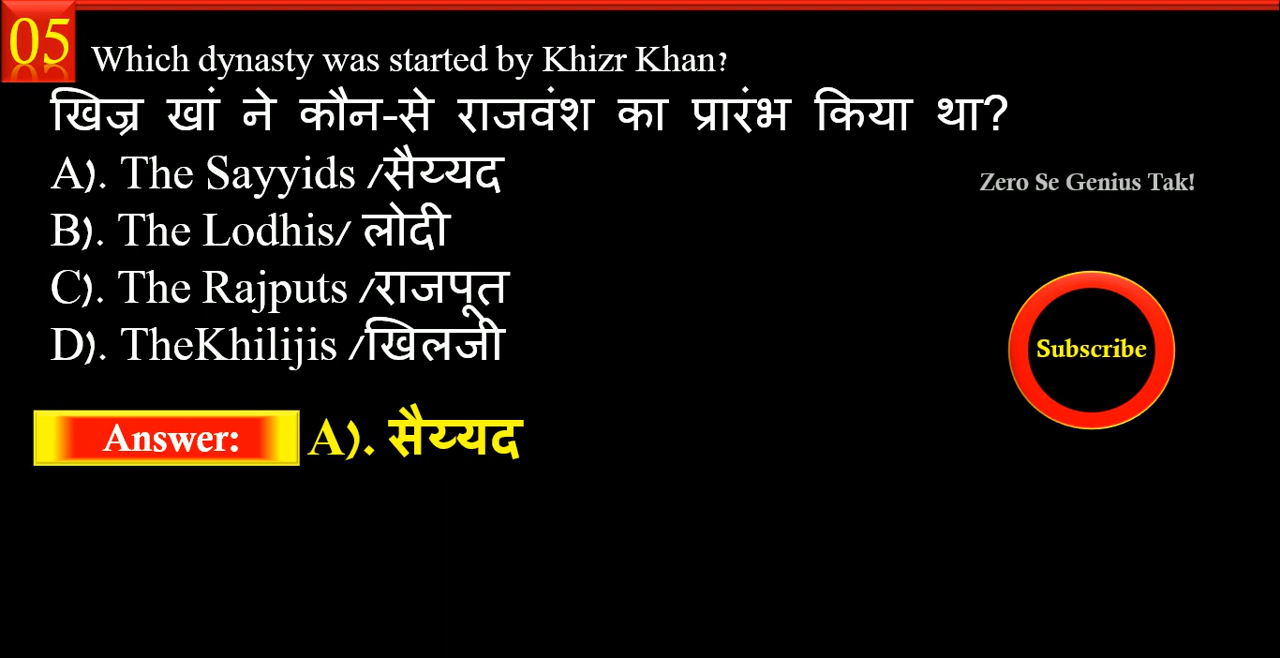 05
Which dynasty was started by Khizr Khan?
खिज्र खां ने कौन-से राजवंश का प्रारंभ किया था?
A). The Sayyids /सैय्यद
B). The Lodhis/ लोदी
C). The Rajputs /राजपूत
D). TheKhilijis /खिलजी
Zero Se Genius Tak!
Subscribe
Answer: A). सैय्यद